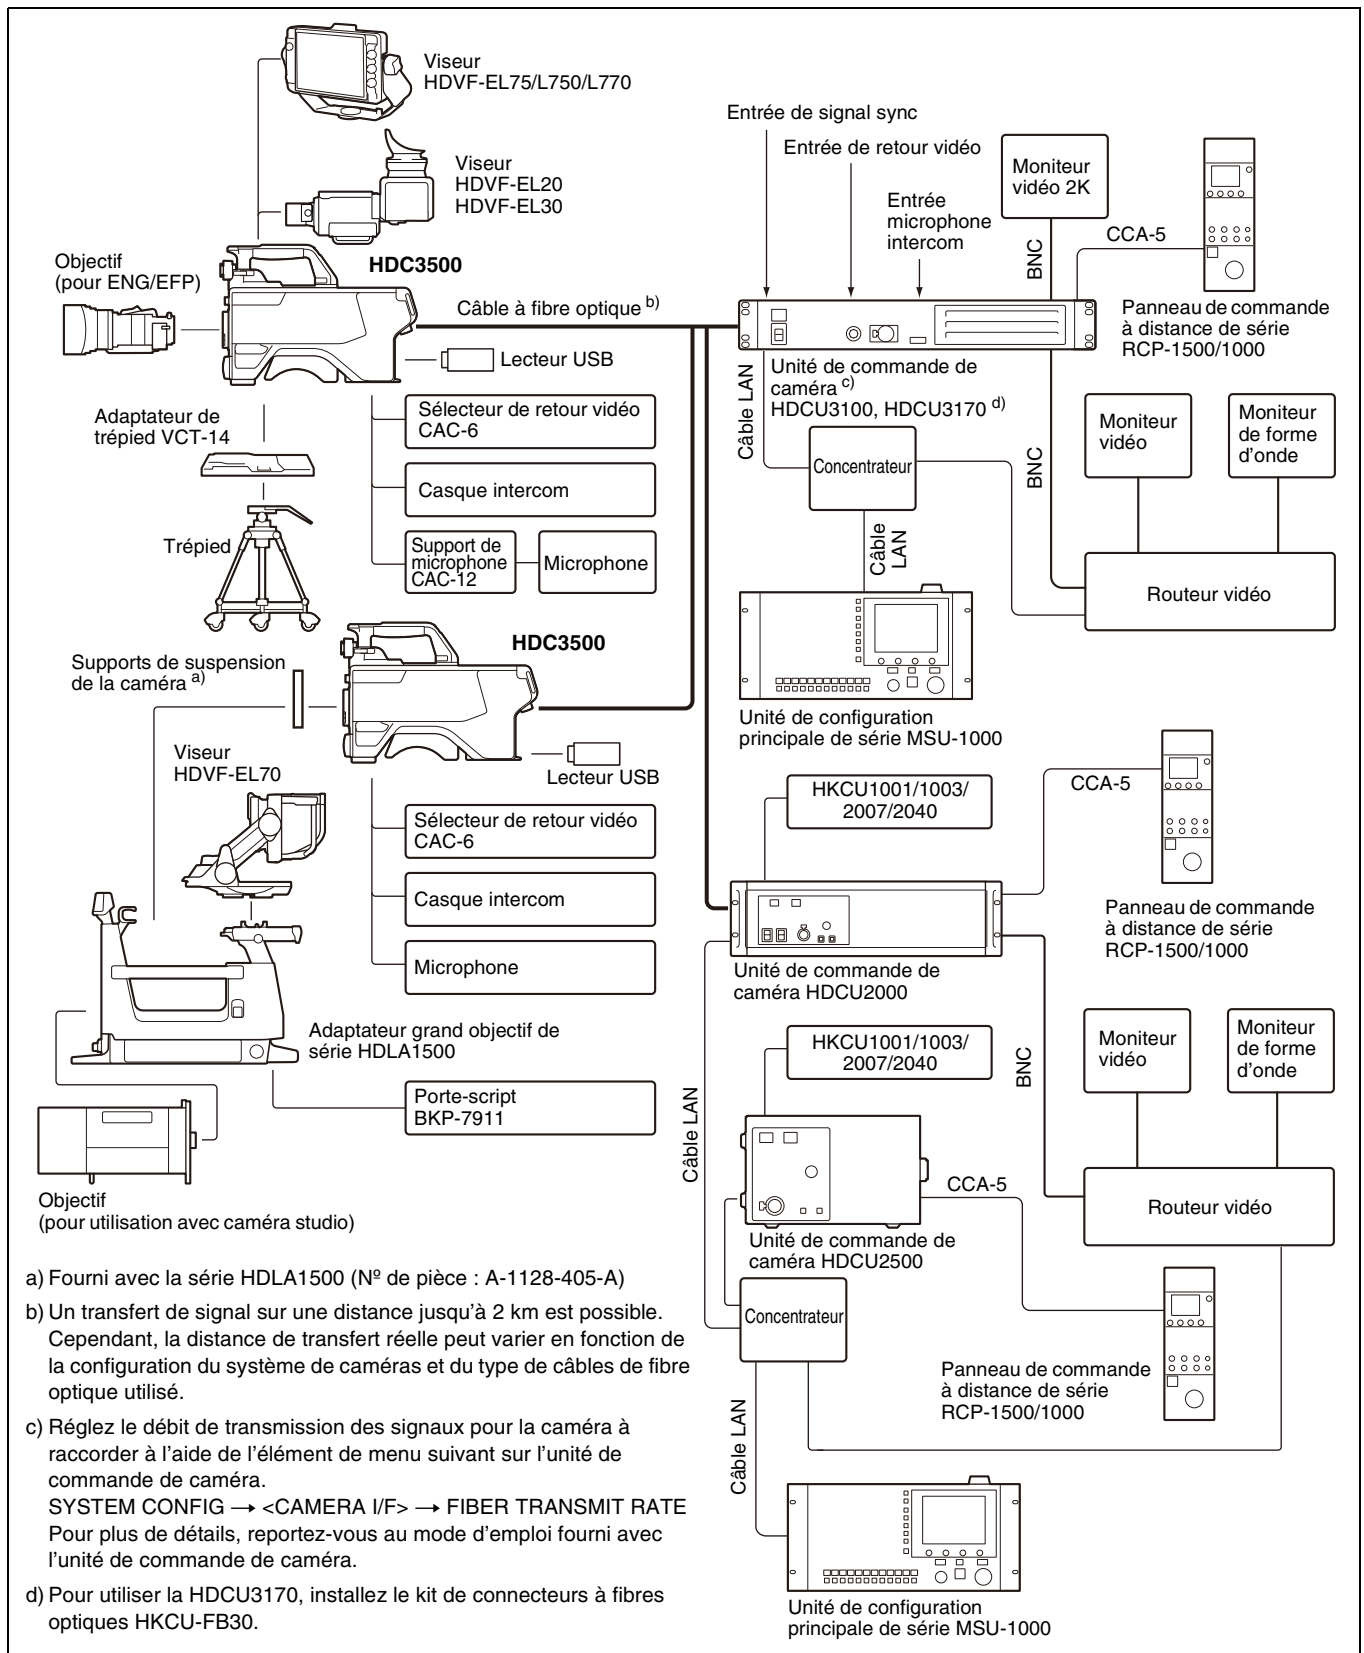 Viseur
HDVF-EL75/L750/L770
Viseur
HDVF-EL20
HDVF-EL30
Objectif
(pour ENG/EFP)
HDC3500
Câble à fibre optique b)
Lecteur USB
Adaptateur de
trépied VCT-14
Sélecteur de retour vidéo
CAC-6
Casque intercom
Trépied
Support de
microphone
CAC-12
Microphone
HDC3500
Supports de suspension
de la caméra a)
Viseur
HDVF-EL70
Lecteur USB
Sélecteur de retour vidéo
CAC-6
Casque intercom
Microphone
Adaptateur grand objectif de
série HDLA1500
Porte-script
BKP-7911
Objectif
(pour utilisation avec caméra studio)
Entrée de signal sync
Entrée de retour vidéo
Entrée
microphone
intercom
Moniteur
vidéo 2K
BNC
CCA-5
Panneau de commande
à distance de série
RCP-1500/1000
Unité de commande de
caméra c)
HDCU3100, HDCU3170 d)
Câble LAN
Concentrateur
BNC
Moniteur
vidéo
Moniteur
de forme
d’onde
Câble
LAN
Routeur vidéo
Unité de configuration
principale de série MSU-1000
HKCU1001/1003/
2007/2040
CCA-5
Panneau de commande
à distance de série
RCP-1500/1000
Unité de commande de
caméra HDCU2000
HKCU1001/1003/
2007/2040
BNC
Moniteur
vidéo
Moniteur
de forme
d’onde
Câble LAN
CCA-5
Routeur vidéo
Unité de commande de
caméra HDCU2500
Concentrateur
Panneau de commande
à distance de série
RCP-1500/1000
Câble LAN
Unité de configuration
principale de série MSU-1000
a) Fourni avec la série HDLA1500 (Nº de pièce : A-1128-405-A)
b) Un transfert de signal sur une distance jusqu’à 2 km est possible.
Cependant, la distance de transfert réelle peut varier en fonction de
la configuration du système de caméras et du type de câbles de fibre
optique utilisé.
c) Réglez le débit de transmission des signaux pour la caméra à
raccorder à l’aide de l’élément de menu suivant sur l’unité de
commande de caméra.
SYSTEM CONFIG → <CAMERA I/F> → FIBER TRANSMIT RATE
Pour plus de détails, reportez-vous au mode d’emploi fourni avec
l’unité de commande de caméra.
d) Pour utiliser la HDCU3170, installez le kit de connecteurs à fibres
optiques HKCU-FB30.